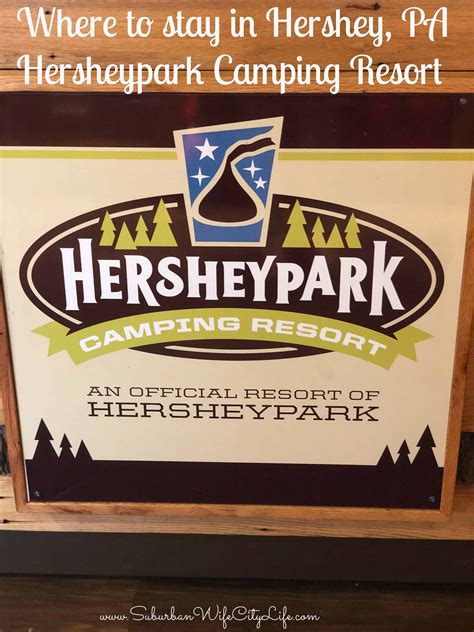 Where to stay in Hershey, PA
Hersheypark Camping Resort
HERSHEYPARK
CAMPING RESORT
AN OFFICIAL RESORT OF
HERSHEYPARK
www.SuburbanWifeCityLife.com